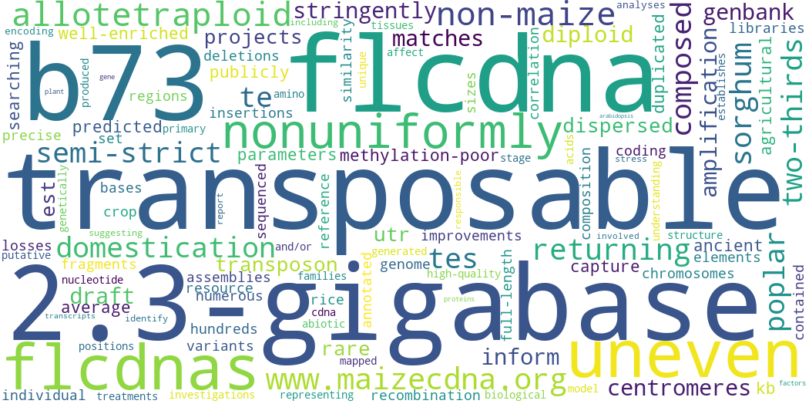 allotetraploid stringently non-maize genbank
including tissues analyses
encoding well-enriched projects matches diploid libraries
b73 flcdna
searching produced gene plant deletions publicly similarity unique sizes correlation duplicated composed amplification establishes sorghum agricultural two-thirds
regions te amino insertions
precise predicted primary set nonuniformly dispersed arabidopsis
semi-strict parameters methylation-poor stage coding
transposable
genetically bases crop report sequenced reference acids composition stress understanding responsible
suggesting est utr improvements involved structure
losses domestication and/or returning ancient
putative fragments transposon annotated generated tes full-length capture elements poplar contained
nucleotide assemblies genome families high-quality chromosomes
draft resource rice cdna
average numerous abiotic proteins
2.3-gigabase
transcripts identify hundreds
positions variants rare mapped inform uneven
flcdnas www.maizecdna.org model centromeres kb factors
individual treatments investigations representing recombination biological